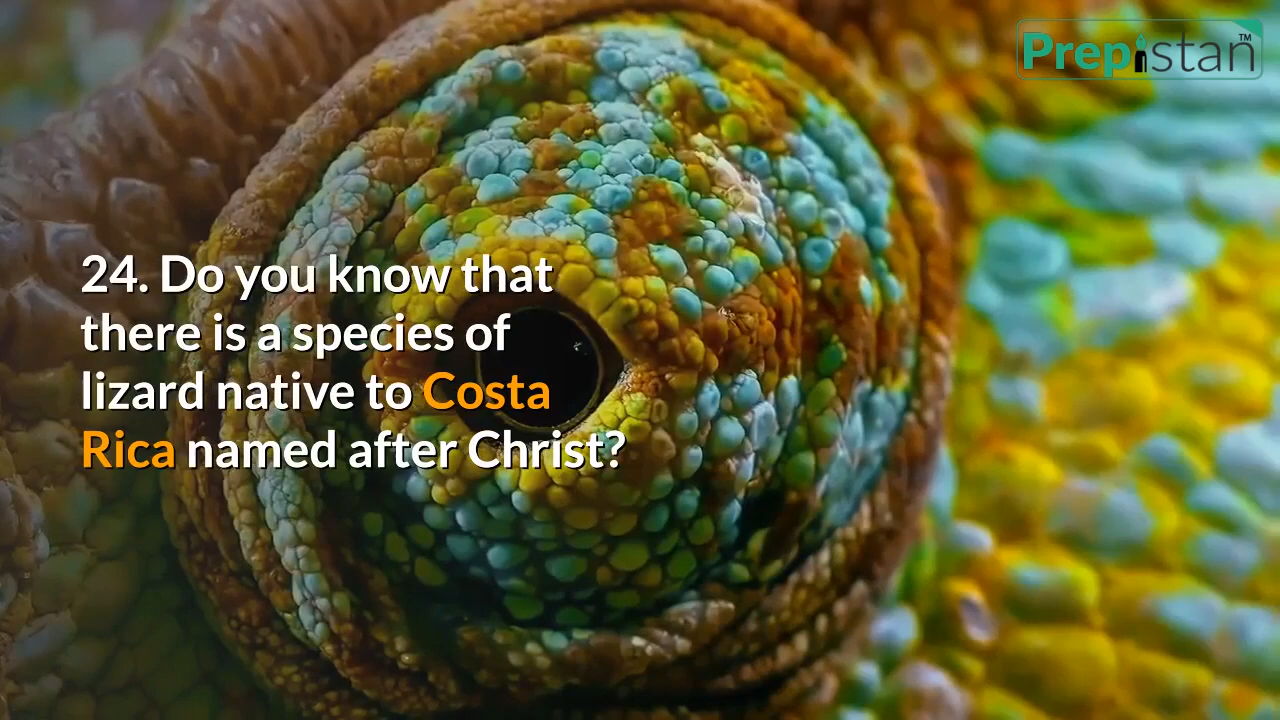 Prepistan™
24. Do you know that
there is a species of
lizard native to Costa
Rica named after Christ?